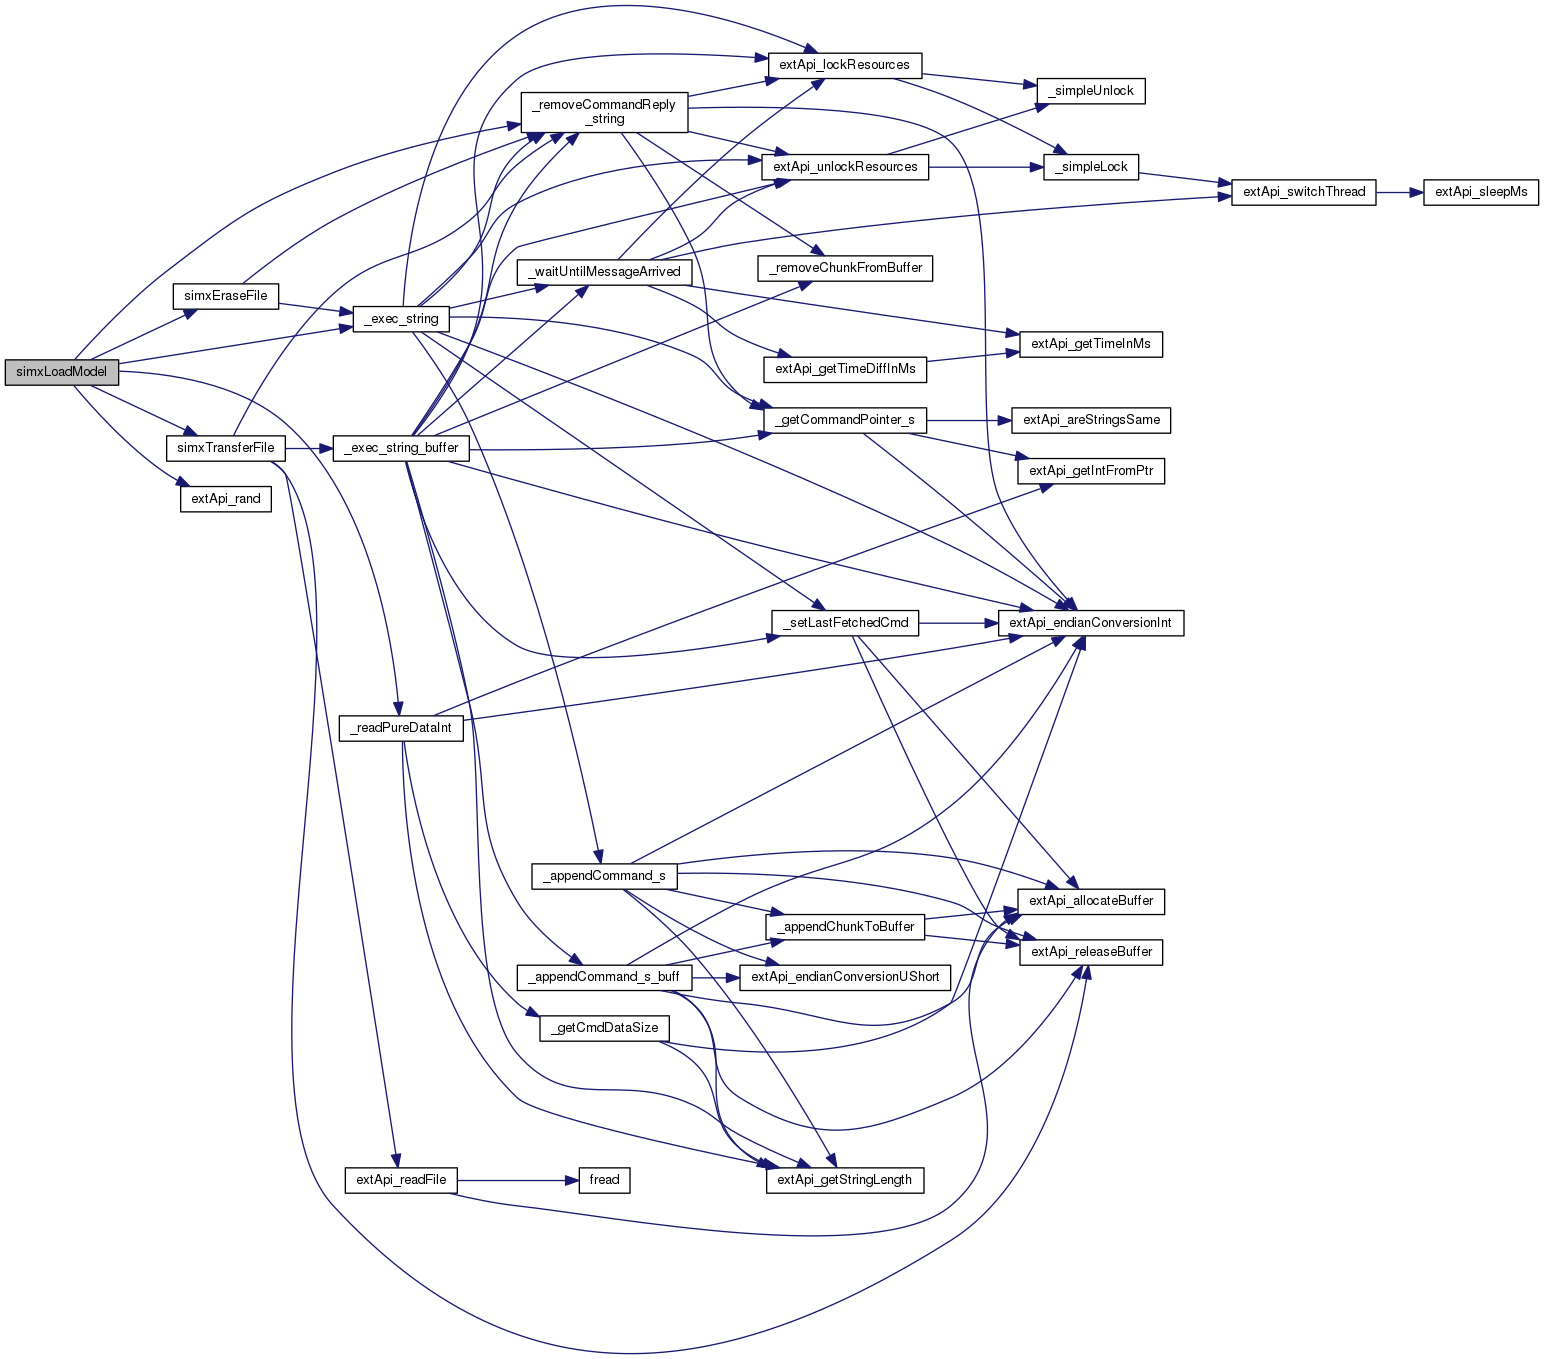 extApi_lockResources
_simpleUnlock
_removeCommandReply
_string
extApi_unlockResources
_simpleLock
extApi_switchThread
extApi_sleepMs
_removeChunkFromBuffer
_waitUntilMessageArrived
simxEraseFile
_exec_string
extApi_getTimeInMs
extApi_getTimeDiffInMs
simxLoadModel
_getCommandPointer_s
extApi_areStringsSame
simxTransferFile
_exec_string_buffer
extApi_getIntFromPtr
extApi_rand
_setLastFetchedCmd
extApi_endianConversionInt
_readPureDataInt
_appendCommand_s
extApi_allocateBuffer
_appendChunkToBuffer
extApi_releaseBuffer
_appendCommand_s_buff
extApi_endianConversionUShort
_getCmdDataSize
extApi_readFile
fread
extApi_getStringLength